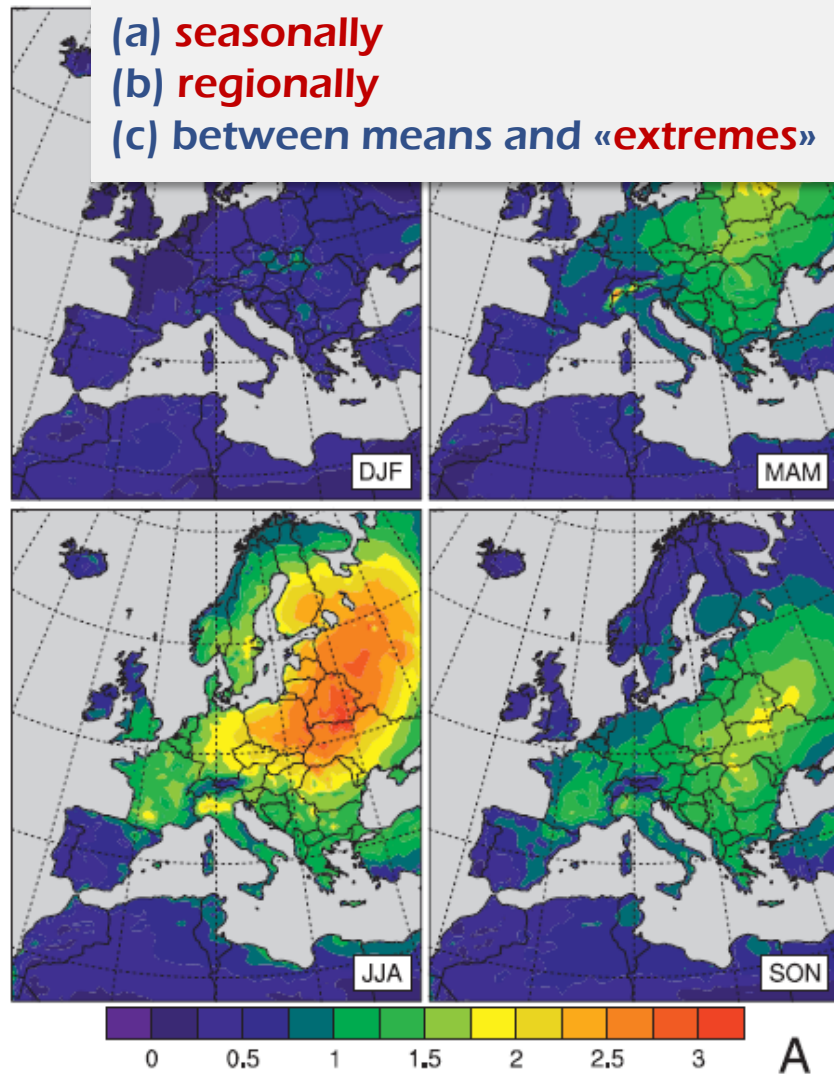 (a) seasonally
(b) regionally
(c) between means and «extremes»
DJF
MAM
JJA
SON
0 0.5 1 1.5 2 2.5 3
A